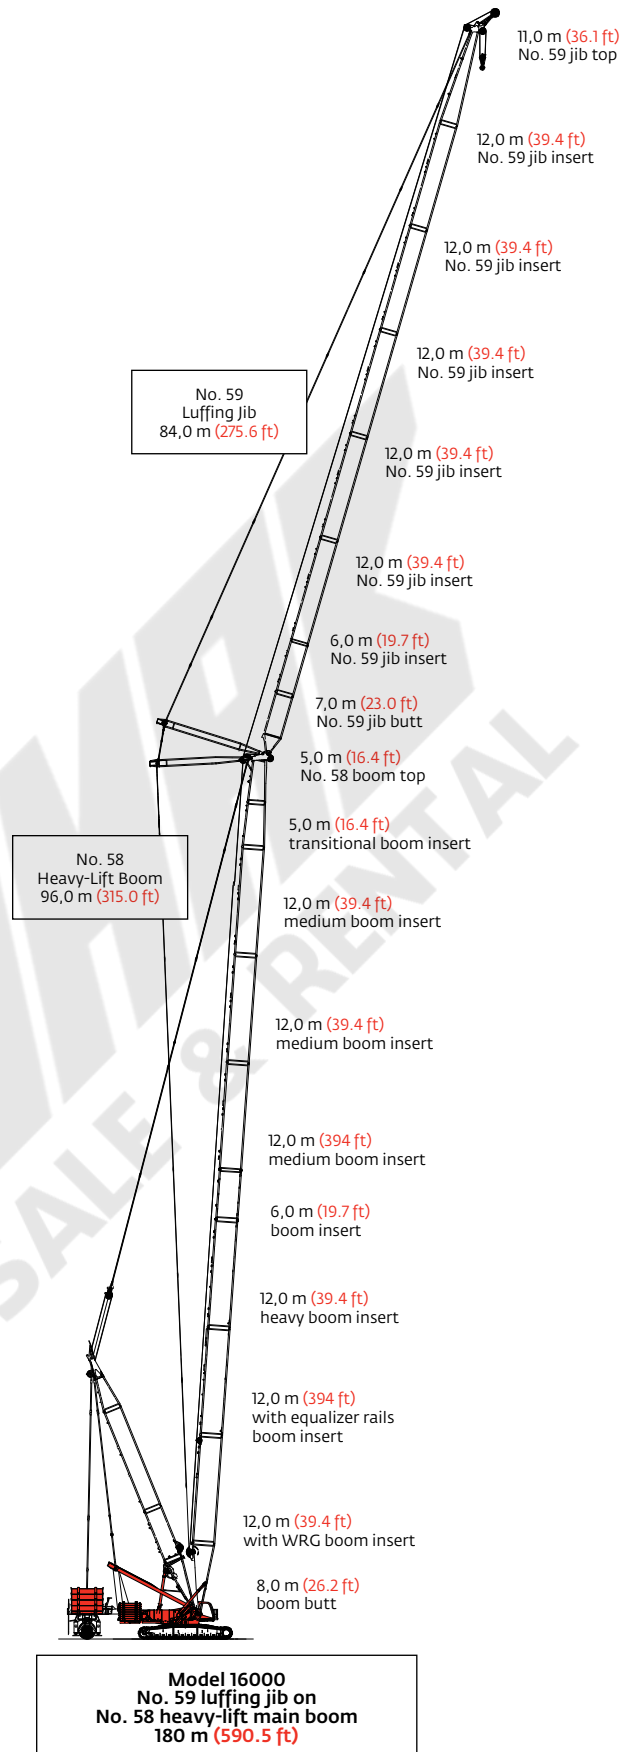 11,0 m (36.1 ft)
No. 59 jib top
12,0 m (39.4 ft)
No. 59 jib insert
12,0 m (39.4 ft)
No. 59 jib insert
12,0 m (39.4 ft)
No. 59 jib insert
No. 59
Luffing Jib
84,0 m (275.6 ft)
12,0 m (39.4 ft)
No. 59 jib insert
12,0 m (39.4 ft)
No. 59 jib insert
6,0 m (19.7 ft)
No. 59 jib insert
7,0 m (23.0 ft)
No. 59 jib butt
5,0 m (16.4 ft)
No. 58 boom top
5,0 m (16.4 ft)
transitional boom insert
No. 58
Heavy-Lift Boom
96,0 m (315.0 ft)
12,0 m (39.4 ft)
medium boom insert
12,0 m (39.4 ft)
medium boom insert
12,0 m (394 ft)
medium boom insert
6,0 m (19.7 ft)
boom insert
12,0 m (39.4 ft)
heavy boom insert
12,0 m (394 ft)
with equalizer rails
boom insert
12,0 m (39.4 ft)
with WRG boom insert
8,0 m (26.2 ft)
boom butt
Model 16000
No. 59 luffing jib on
No. 58 heavy-lift main boom
180 m (590.5 ft)
SALE & RENTAL